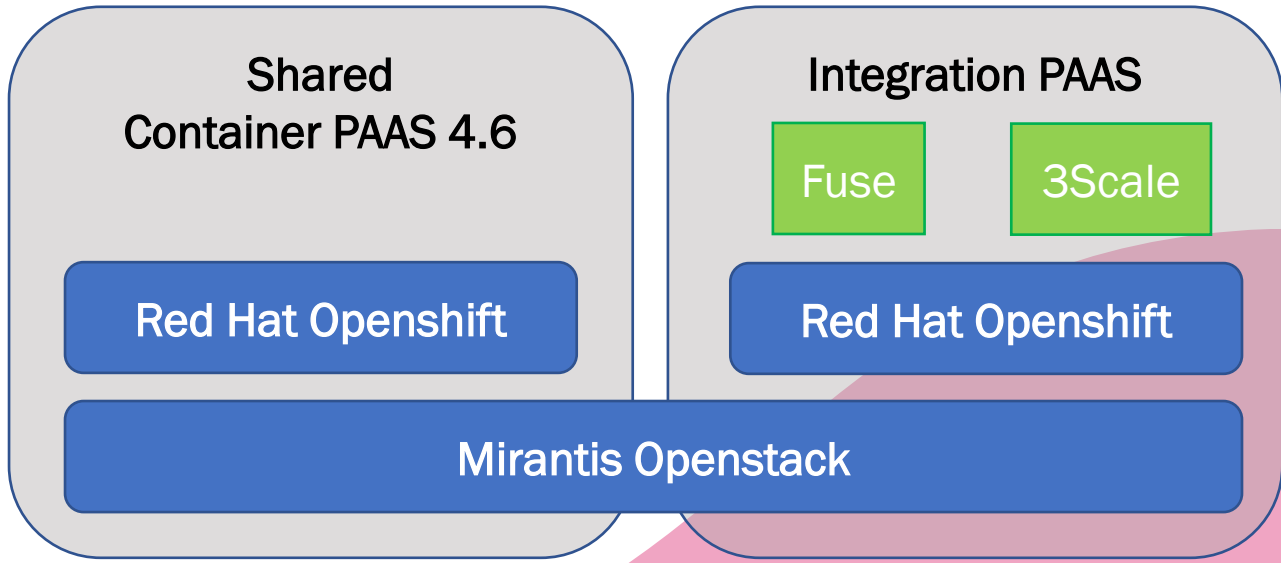 Shared
Container PAAS 4.6
Red Hat Openshift
Integration PAAS
Fuse
3Scale
Red Hat Openshift
Mirantis Openstack